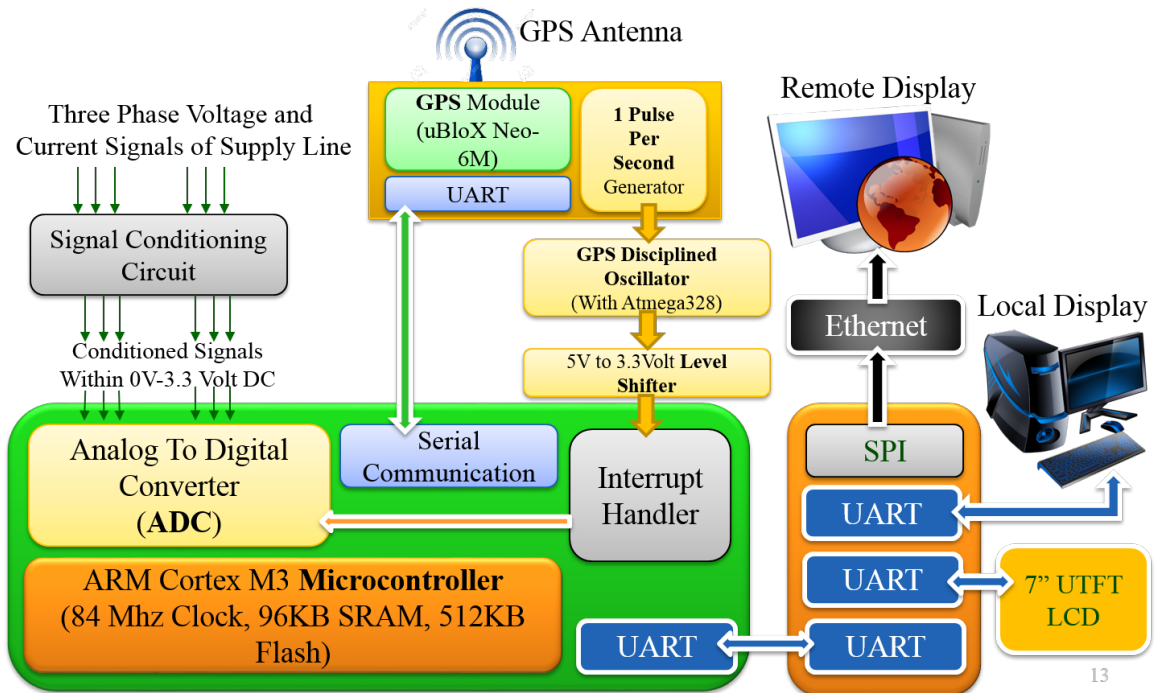 GPS Antenna
Three Phase Voltage and
Current Signals of Supply Line
GPS Module
(uBloX Neo-
6M)
UART
1 Pulse
Per
Second
Generator
Remote Display
Signal Conditioning
Circuit
GPS Disciplined
Oscillator
(With Atmega328)
Ethernet
Local Display
Conditioned Signals
Within 0V-3.3 Volt DC
5V to 3.3Volt Level
Shifter
Analog To Digital
Converter
(ADC)
Serial
Communication
Interrupt
Handler
SPI
UART
UART
7” UTFT
LCD
ARM Cortex M3 Microcontroller
(84 Mhz Clock, 96KB SRAM, 512KB
Flash)
UART
UART
13